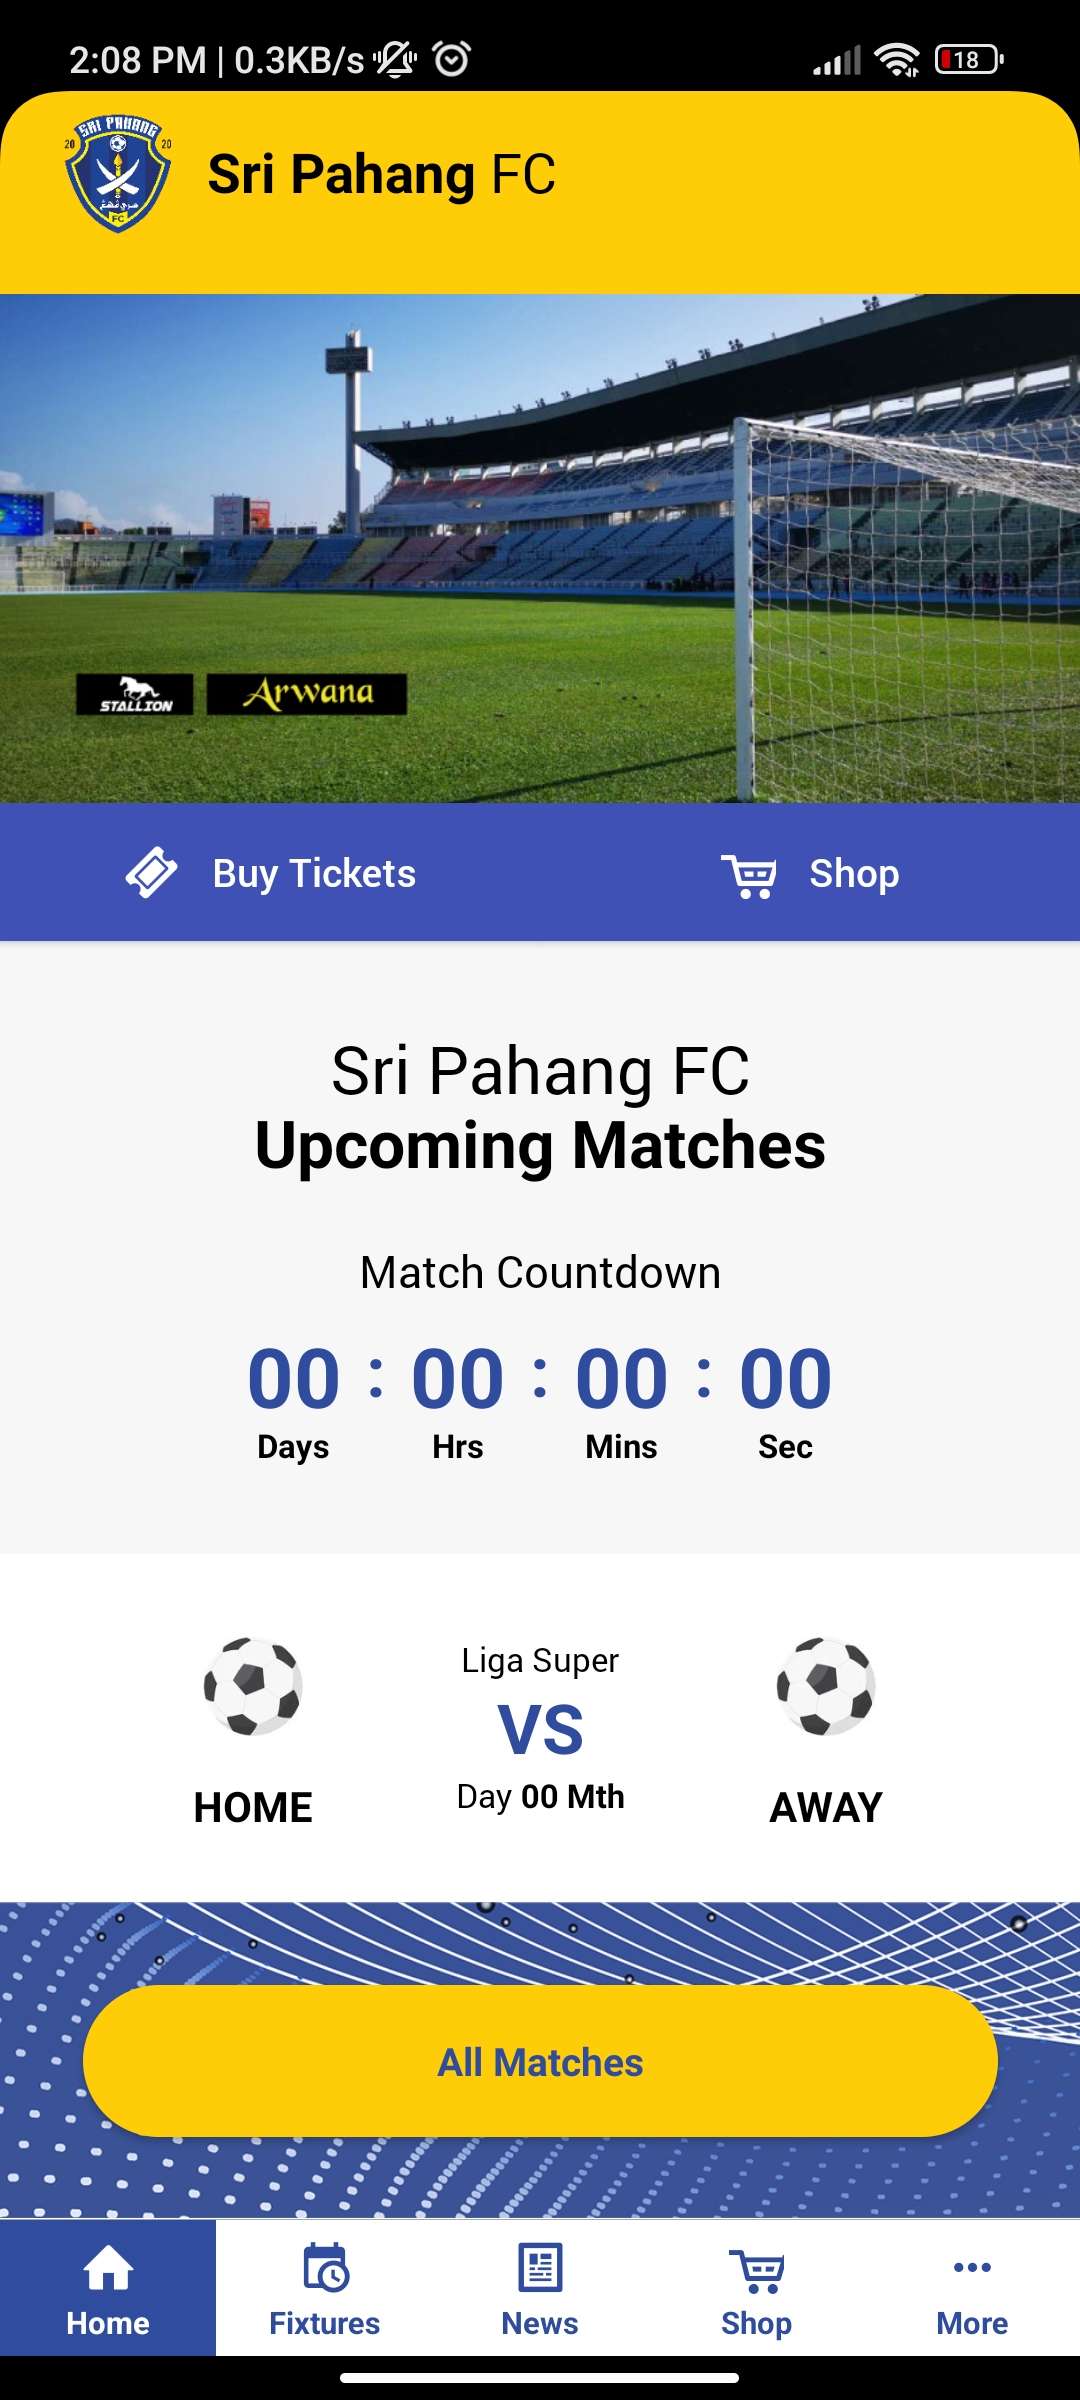 2:08 PM | 0.3KB/s
18
SRI PAHANG
20 20
FC
Sri Pahang FC
STALLION
Arwana
Buy Tickets
Shop
Sri Pahang FC
Upcoming Matches
Match Countdown
00 : 00 : 00 : 00
Days Hrs Mins Sec
Liga Super
VS
Day 00 Mth
HOME
AWAY
All Matches
Home
Fixtures
News
Shop
More